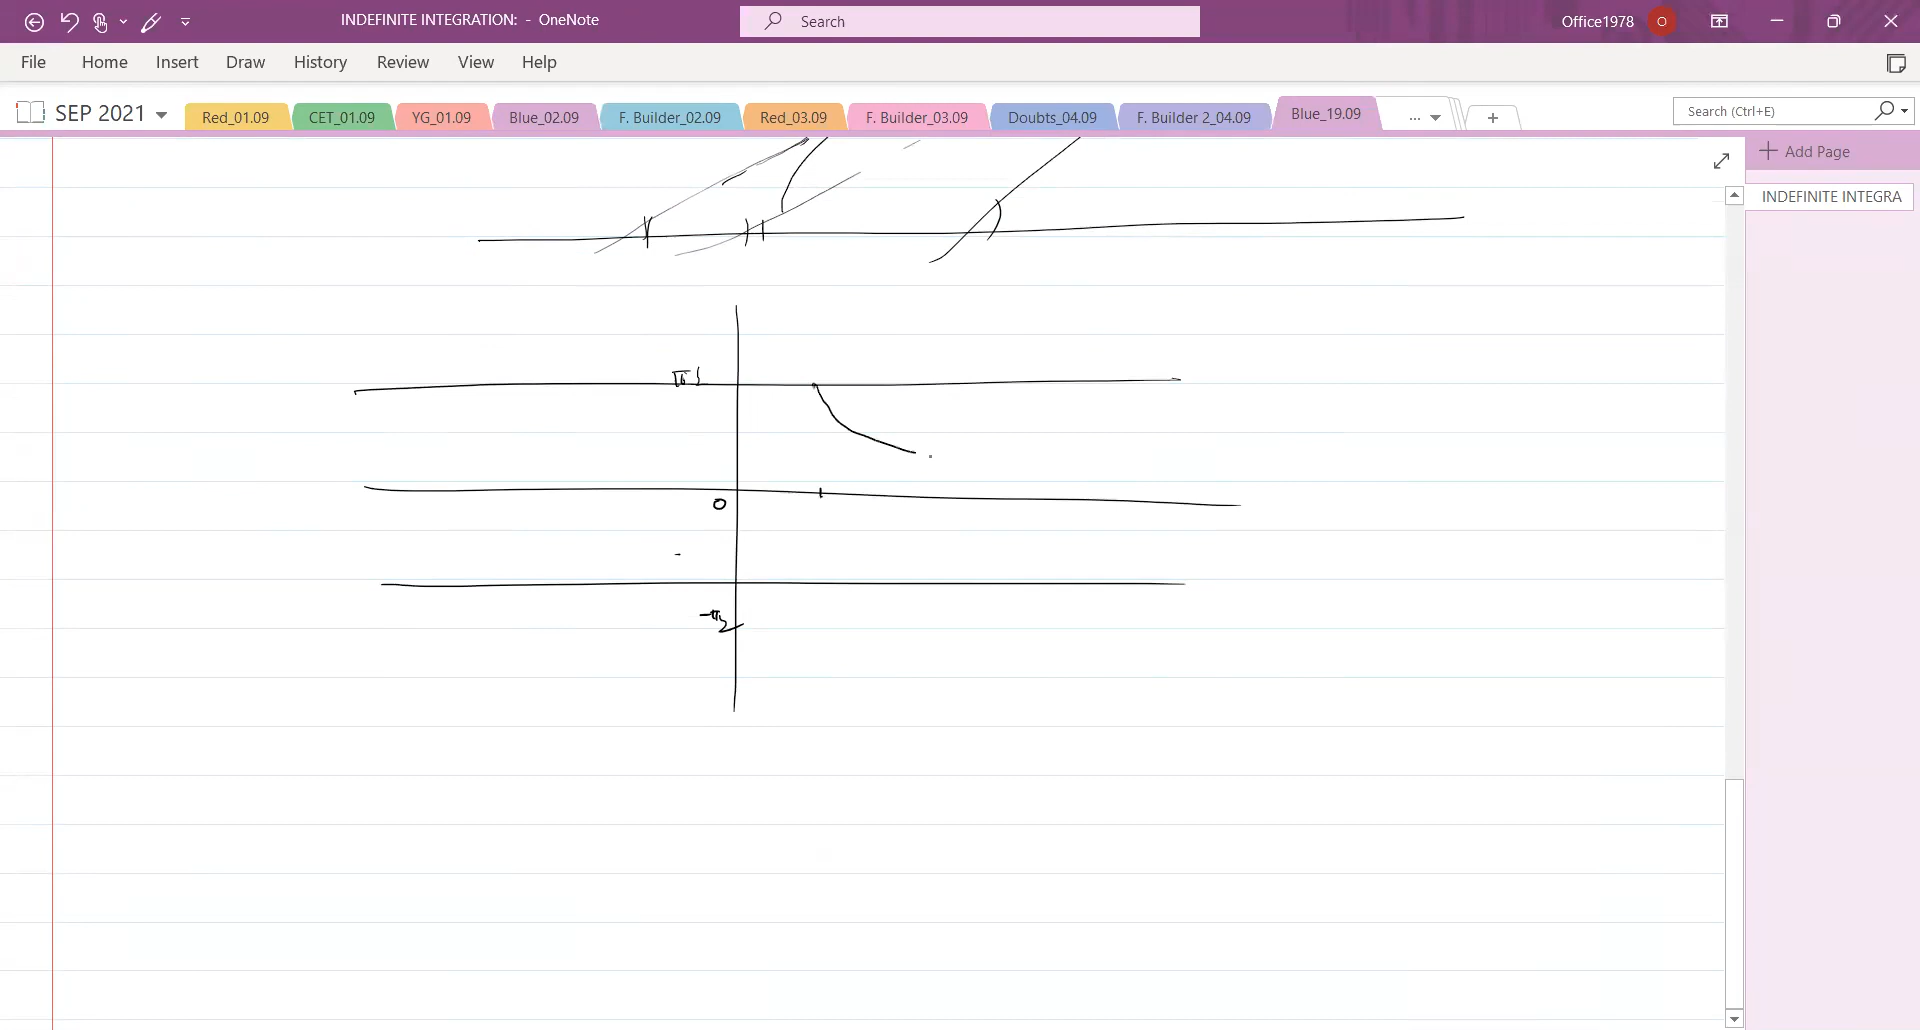 INDEFINITE INTEGRATION: - OneNote
Search
Office1978
O
File Home Insert Draw History Review View Help
SEP 2021
Red_01.09 CET_01.09 YG_01.09 Blue_02.09 F. Builder_02.09 Red_03.09 F. Builder_03.09 Doubts_04.09 F. Builder 2_04.09 Blue_19.09 ... +
Search (Ctrl+E)
Add Page
INDEFINITE INTEGRA
0